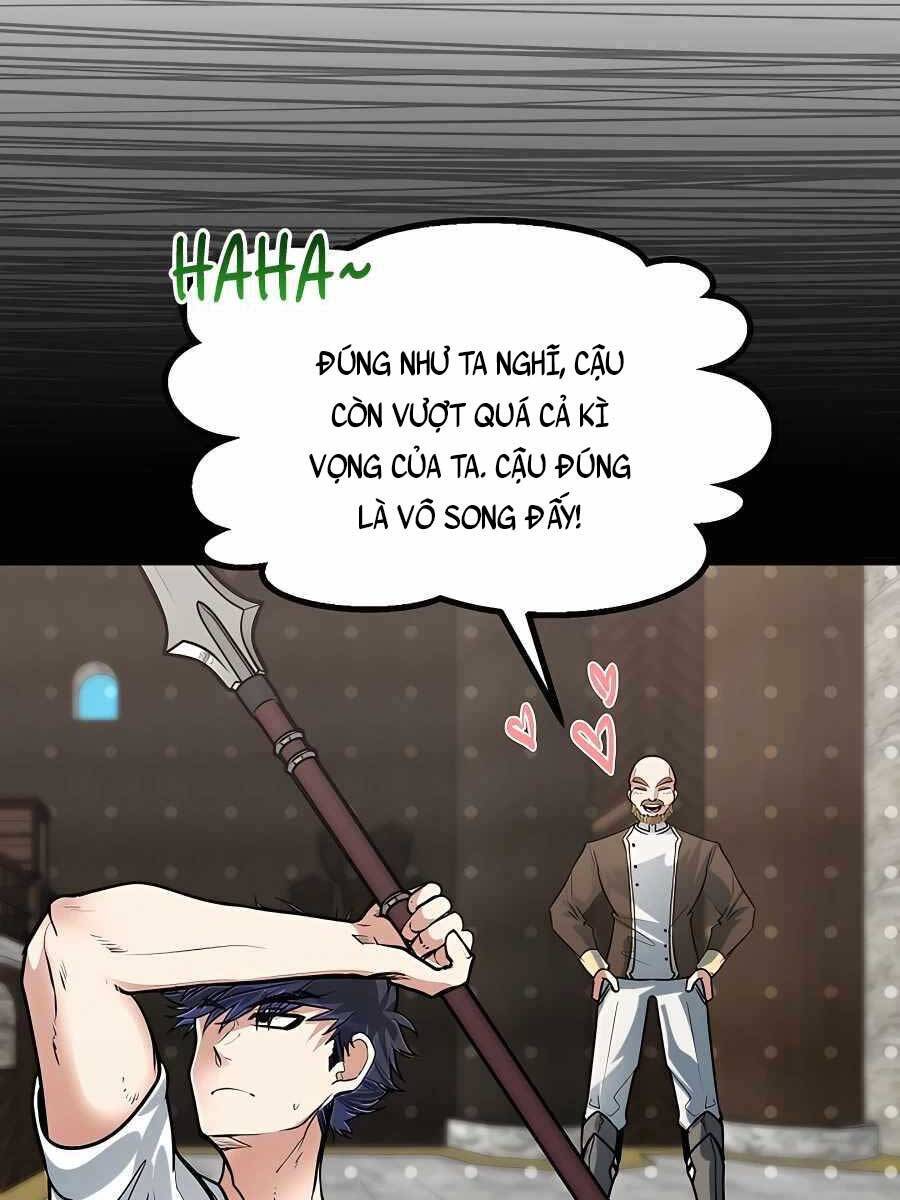 HAHA~
ĐÚNG NHƯ TA NGHĨ, CẬU
CÒN VƯỢT QUÁ CẢ KÌ
VỌNG CỦA TA. CẬU ĐÚNG
LÀ VÔ SONG ĐẤY!